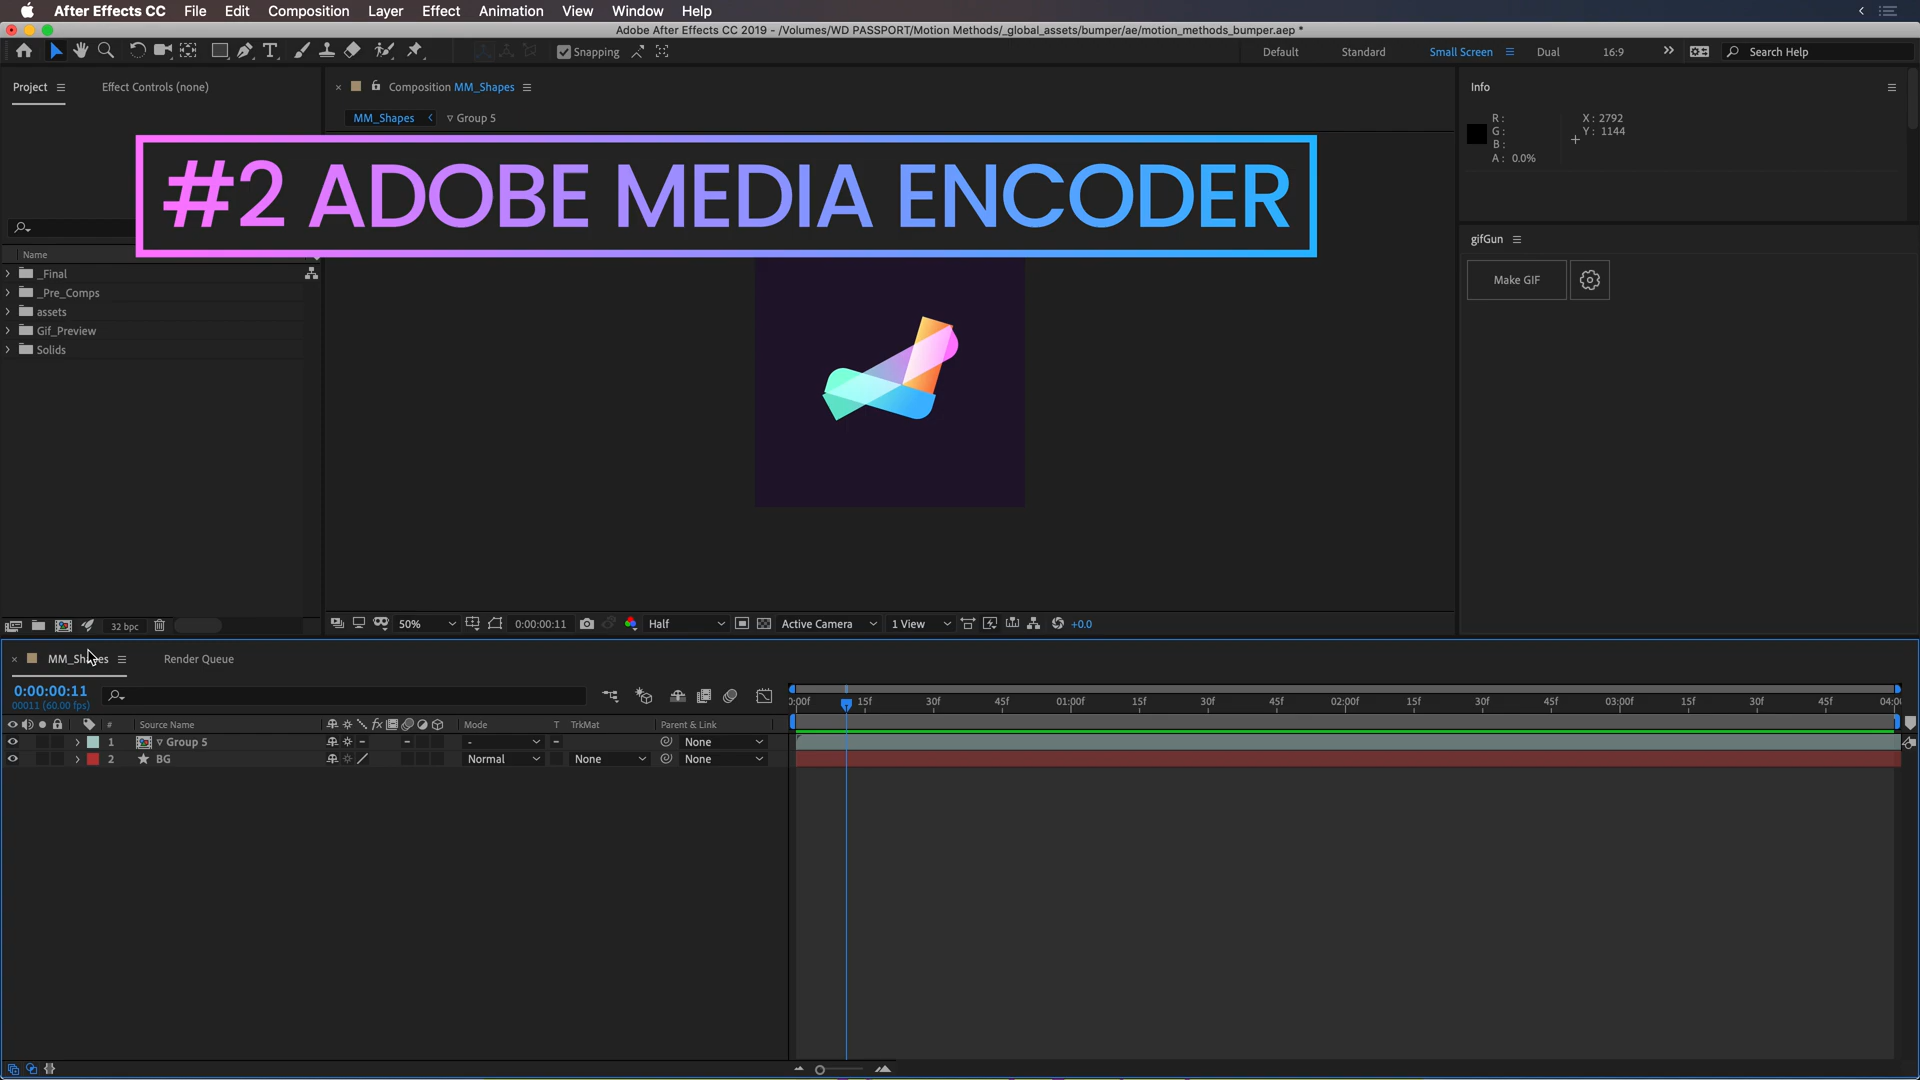 After Effects CC File Edit Composition Layer Effect Animation View Window Help
Adobe After Effects CC 2019 - /Volumes/WD PASSPORT/Motion Methods/_global_assets/bumper/ae/motion_methods_bumper.aep *
Snapping Default Standard Small Screen Dual 16:9 Search Help
Project Effect Controls (none) Composition MM_Shapes Info
MM_Shapes Group 5
R: X: 2792
G: Y: 1144
B:
A: 0.0%
#2 ADOBE MEDIA ENCODER
gifGun
Make GIF
Name
_Final
_Pre_Comps
assets
Gif_Preview
Solids
32 bpc 50% 0:00:00:11 Half Active Camera 1 View +0.0
MM_Shapes Render Queue
0:00:00:11
00011 (60.00 fps)
:00f 15f 30f 45f 01:00f 15f 30f 45f 02:00f 15f 30f 45f 03:00f 15f 30f 45f 04:00
# Source Name fx Mode T TrkMat Parent & Link
1 Group 5 - None
2 BG Normal None None